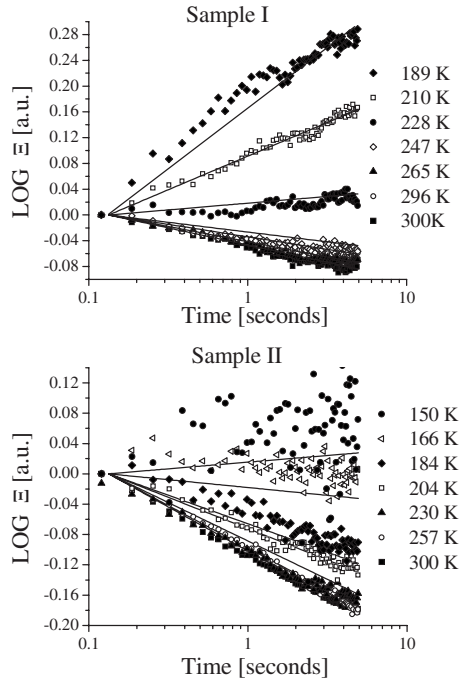 Sample I
LOG Ξ [a.u.]
0.28
0.24
0.20
0.16
0.12
0.08
0.04
0.00
-0.04
-0.08
189 K
210 K
228 K
247 K
265 K
296 K
300K
0.1
1
10
Time [seconds]
Sample II
LOG Ξ [a.u.]
0.12
0.08
0.04
0.00
-0.04
-0.08
-0.12
-0.16
-0.20
150 K
166 K
184 K
204 K
230 K
257 K
300 K
0.1
1
10
Time [seconds]